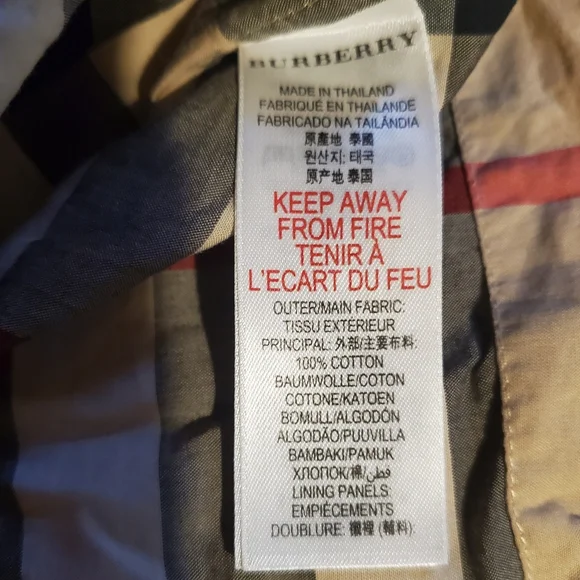 BURBERRY
MADE IN THAILAND
FABRIQUÉ EN THAILANDE
FABRICADO NA TAILÂNDIA
原產地 泰國
원산지: 태국
原产地 泰国
KEEP AWAY
FROM FIRE
TENIR À
L'ECART DU FEU
OUTER/MAIN FABRIC:
TISSU EXTÉRIEUR
PRINCIPAL: 外部/主要布料:
100% COTTON
BAUMWOLLE/COTON
COTONE/KATOEN
BOMULL/ALGODÓN
ALGODÃO/PUUVILLA
BAMBAKI/PAMUK
ХЛОПОК/棉/قطن
LINING PANELS:
EMPIÈCEMENTS
DOUBLURE: 襯裡 (輔料):